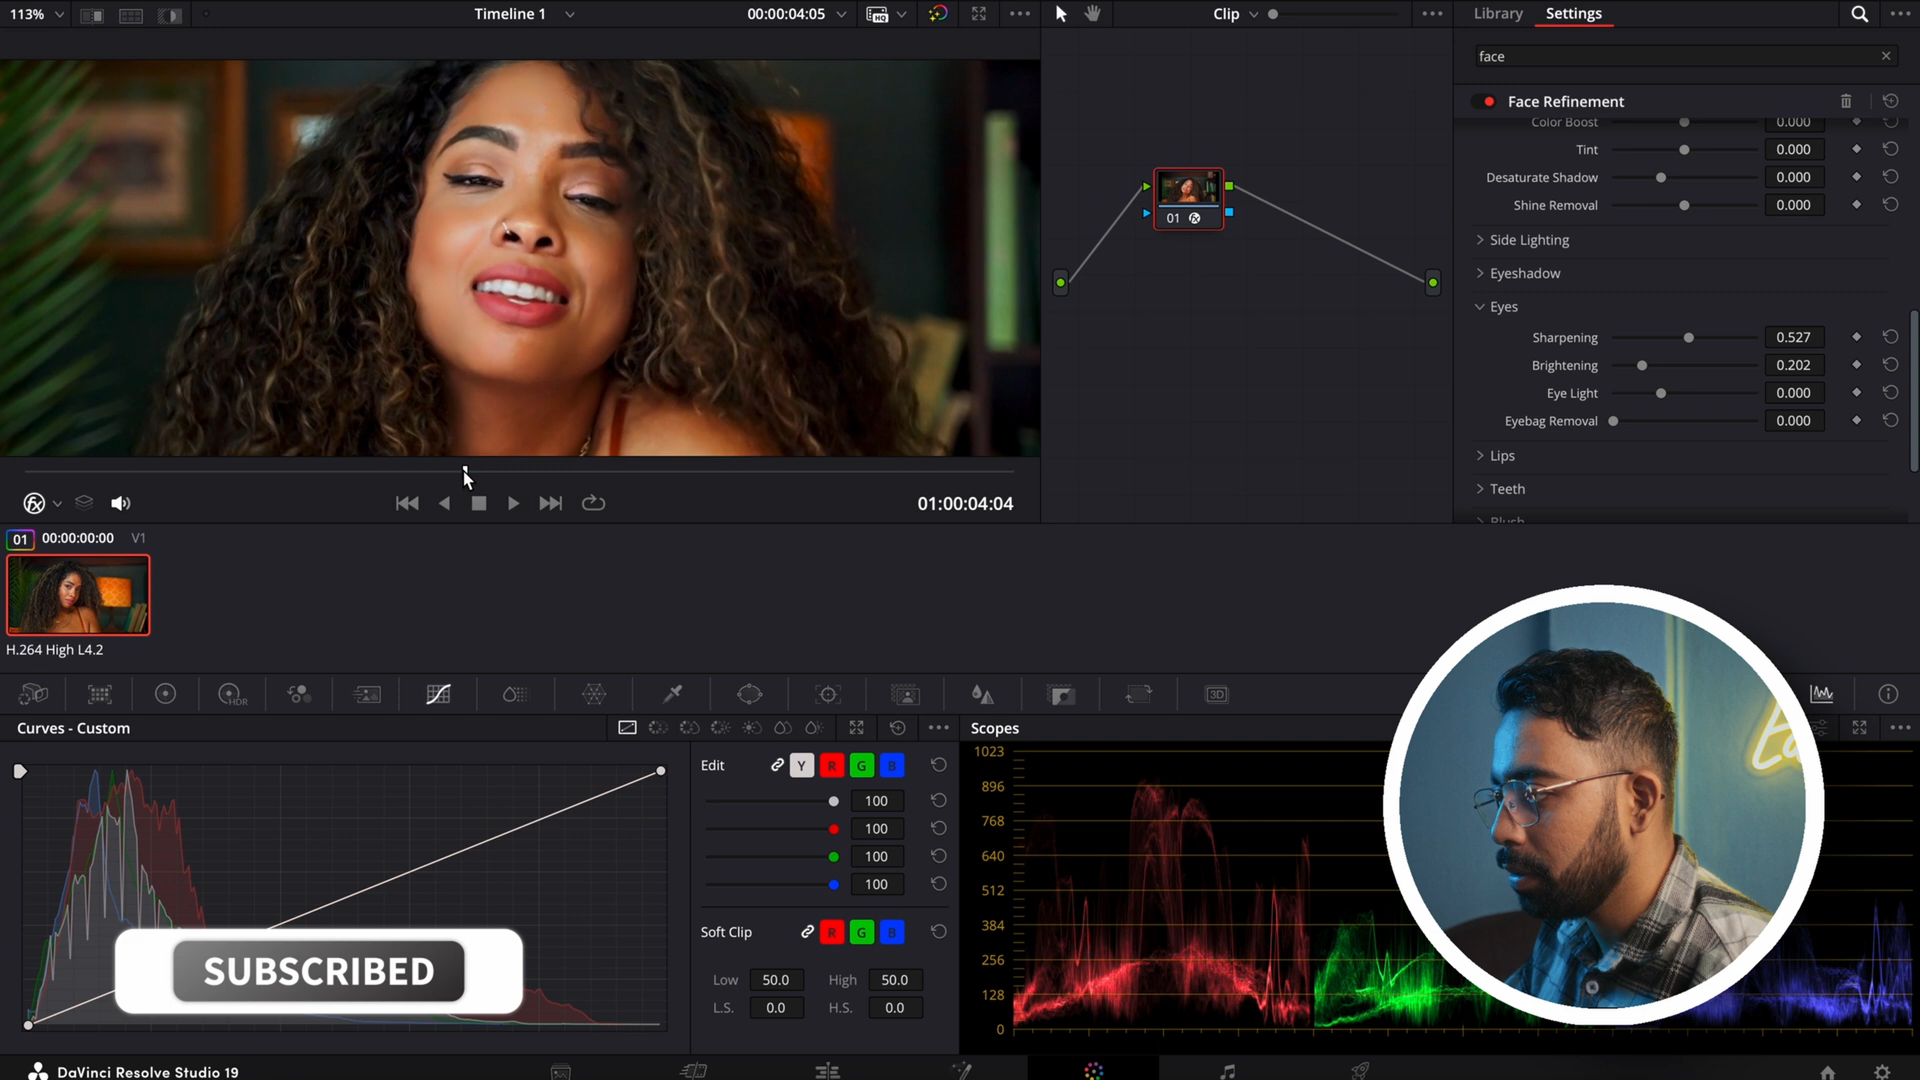 113%
Timeline 1
00:00:04:05
HQ
Clip
Library
Settings
face
Face Refinement
Color Boost 0.000
Tint 0.000
Desaturate Shadow 0.000
Shine Removal 0.000
Side Lighting
Eyeshadow
Eyes
Sharpening 0.527
Brightening 0.202
Eye Light 0.000
Eyebag Removal 0.000
Lips
Teeth
Blush
01
fx
01:00:04:04
01 00:00:00:00 V1
H.264 High L4.2
HDR
3D
Curves - Custom
Edit Y R G B
100
100
100
100
Soft Clip R G B
Low 50.0 High 50.0
L.S. 0.0 H.S. 0.0
Scopes
1023
896
768
640
512
384
256
128
0
SUBSCRIBED
DaVinci Resolve Studio 19